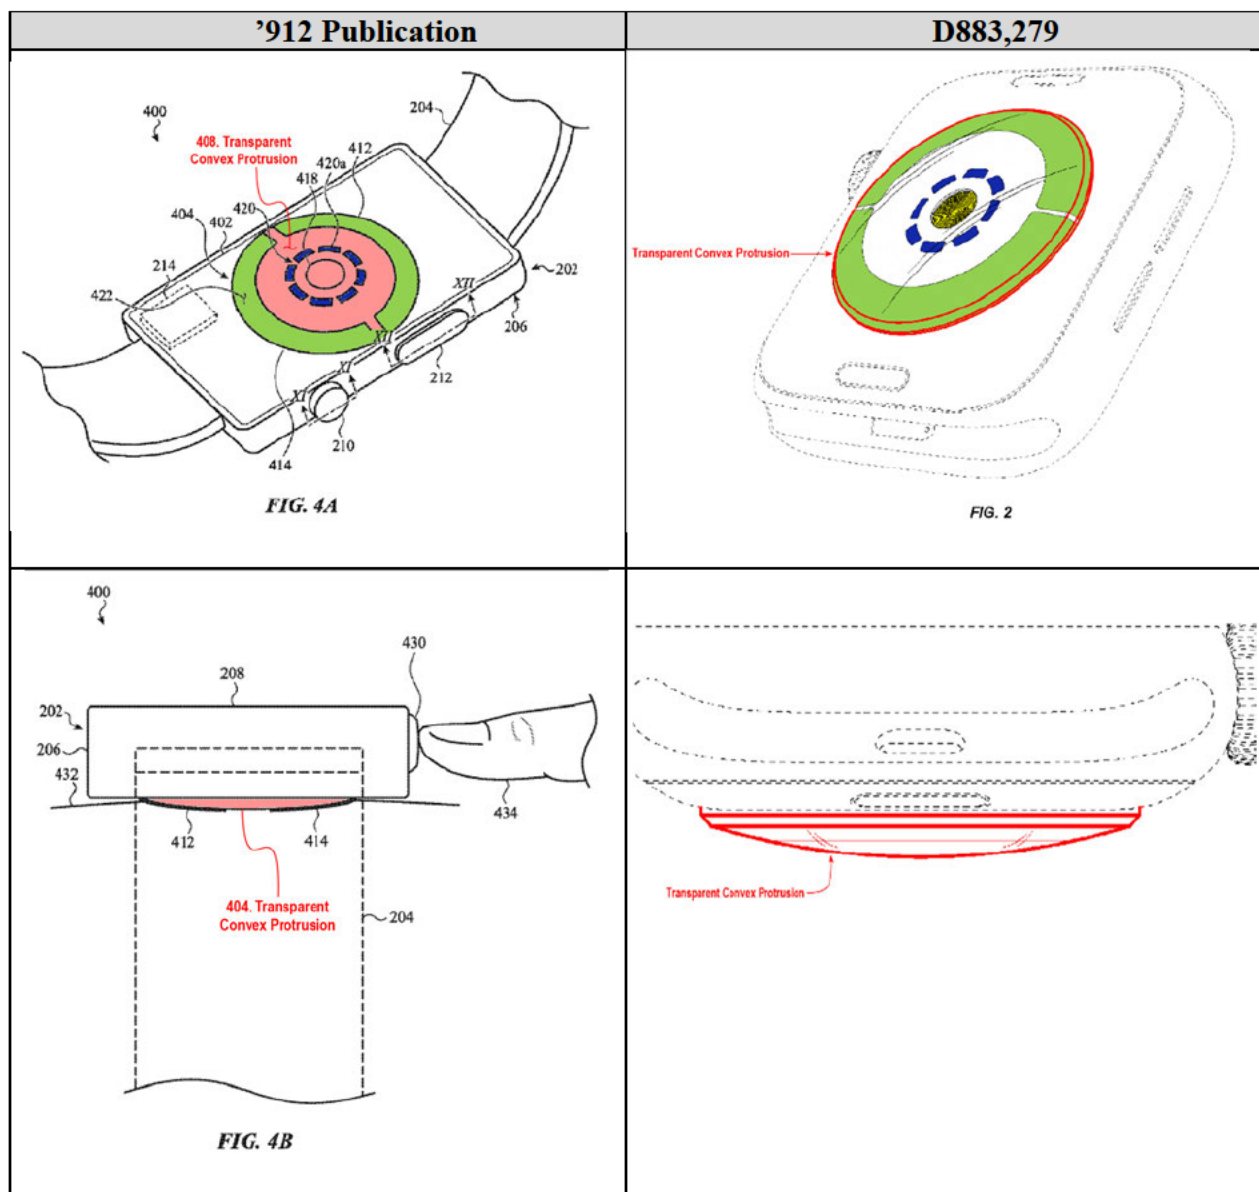 ’912 Publication
D883,279
400
204
408. Transparent
Convex Protrusion
412
420a
418
420
402
404
214
422
XII
202
206
XII
212
XI
XI
210
414
FIG. 4A
Transparent Convex Protrusion
FIG. 2
400
430
208
202
206
432
412
414
434
404. Transparent
Convex Protrusion
204
FIG. 4B
Transparent Convex Protrusion